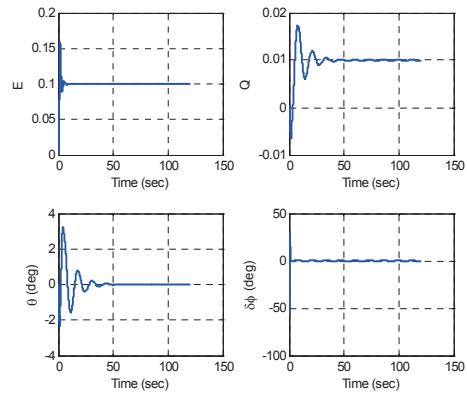 0.2
0.15
0.1
0.05
0
E
0 50 100 150
Time (sec)
0.02
0.01
0
-0.01
Q
0 50 100 150
Time (sec)
4
2
0
-2
-4
θ (deg)
0 50 100 150
Time (sec)
50
0
-50
-100
δϕ (deg)
0 50 100 150
Time (sec)